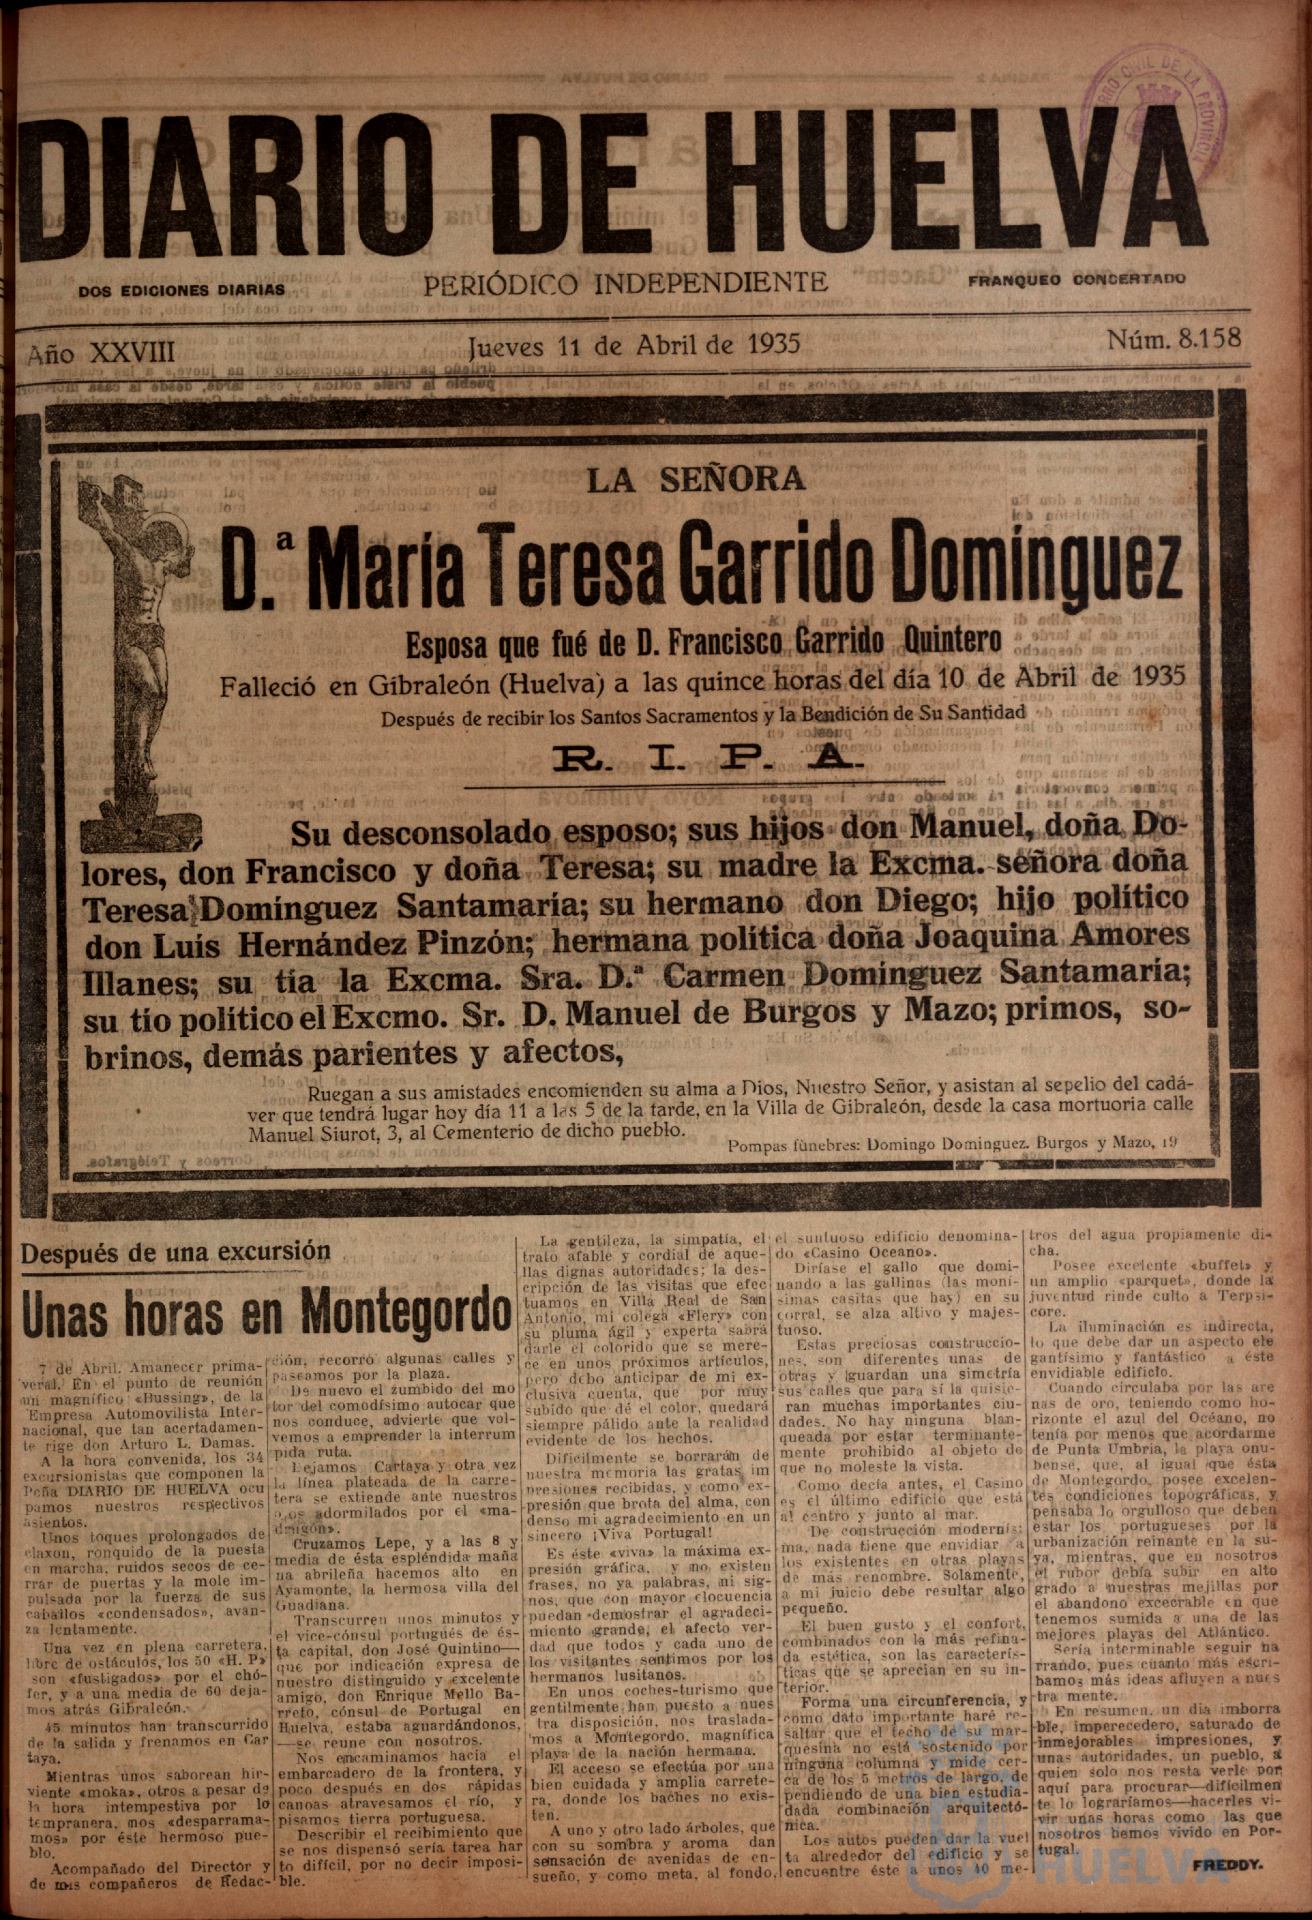 DIARIO DE HUELVA
DOS EDICIONES DIARIAS
PERIÓDICO INDEPENDIENTE
FRANQUEO CONCERTADO
Año XXVIII
Jueves 11 de Abril de 1935
Núm. 8.158
LA SEÑORA
D.ª María Teresa Garrido Domínguez
Esposa que fué de D. Francisco Garrido Quintero
Falleció en Gibraleón (Huelva) a las quince horas del día 10 de Abril de 1935
Después de recibir los Santos Sacramentos y la Bendición de Su Santidad
R. I. P. A.
Su desconsolado esposo; sus hijos don Manuel, doña Do-
lores, don Francisco y doña Teresa; su madre la Excma. señora doña
Teresa Domínguez Santamaría; su hermano don Diego; hijo político
don Luis Hernández Pinzón; hermana política doña Joaquina Amores
Illanes; su tía la Excma. Sra. D.ª Carmen Domínguez Santamaría;
su tío político el Excmo. Sr. D. Manuel de Burgos y Mazo; primos, so-
brinos, demás parientes y afectos,
Ruegan a sus amistades encomienden su alma a Dios, Nuestro Señor, y asistan al sepelio del cadá-
ver que tendrá lugar hoy día 11 a las 5 de la tarde, en la Villa de Gibraleón, desde la casa mortuoria calle
Manuel Siurot, 3, al Cementerio de dicho pueblo.
Pompas fúnebres: Domingo Domínguez. Burgos y Mazo, 19
Después de una excursión
Unas horas en Montegordo
7 de Abril. Amanecer prima-
veral. En el punto de reunión
un magnífico «Bussing», de la
Empresa Automovilista Inter-
nacional, que tan acertadamen-
te rige don Arturo L. Damas.
A la hora convenida, los 34
excursionistas que componen la
Peña DIARIO DE HUELVA ocu
pamos nuestros respectivos
asientos.
Unos toques prolongados de
claxon, ronquido de la puesta
en marcha, ruidos secos de ce-
rrar de puertas y la mole im-
pulsada por la fuerza de sus
caballos «condensados», avan-
za lentamente.
Una vez en plena carretera,
libre de ostáculos, los 50 «H. P»
son «fustigados» por el chó-
fer, y a una media de 60 deja-
mos atrás Gibraleón.
45 minutos han transcurrido
de la salida y frenamos en Car
taya.
Mientras unos saborean hir-
viente «moka», otros a pesar de
la hora intempestiva por lo
tempranera, mos «desparrama-
mos» por éste hermoso pue-
blo.
Acompañado del Director y
de mis compañeros de Redac-
ción, recorro algunas calles y
paseamos por la plaza.
De nuevo el zumbido del mo
tor del comodísimo autocar que
nos conduce, advierte que vol-
vemos a emprender la interrum
pida ruta.
Lejamos Cartaya y otra vez
la línea plateada de la carre-
tera se extiende ante nuestros
adormilados por el «ma-
drugón».
Cruzamos Lepe, y a las 8 y
media de ésta espléndida maña
na abrileña hacemos alto en
Ayamonte, la hermosa villa del
Guadiana.
Transcurren unos minutos y
el vice-cónsul portugués de és-
ta capital, don José Quintino—
que por indicación expresa de
nuestro distinguido y excelente
amigo, don Enrique Mello Ba-
rreto, cónsul de Portugal en
Huelva, estaba aguardándonos,
—se reune con nosotros.
Nos encaminamos hacia el
embarcadero de la frontera, y
poco después en dos rápidas
canoas atravesamos el río, y
pisamos tierra portuguesa.
Describir el recibimiento que
se nos dispensó sería tarea har
to difícil, por no decir imposi-
ble.
La gentileza, la simpatía, el
trato afable y cordial de aque-
llas dignas autoridades; la des-
cripción de las visitas que efec
tuamos en Villa Real de San
Antonio, mi colega «Flery» con
su pluma ágil y experta sabrá
darle el colorido que se mere-
ce en unos próximos artículos,
pero debo anticipar de mi ex-
clusiva cuenta, que por muy
subido que dé el color, quedará
siempre pálido ante la realidad
evidente de los hechos.
Dificilmente se borrarán de
nuestra memoria las gratas im
presiones recibidas, y como ex-
presión que brota del alma, con
denso mi agradecimiento en un
sincero ¡Viva Portugal!
Es éste «viva» la máxima ex-
presión gráfica, y no existen
frases, no ya palabras, ni sig-
nos, que con mayor elocuencia
puedan demostrar el agradeci-
miento grande, el afecto ver-
dad que todos y cada uno de
los visitantes sentimos por los
hermanos lusitanos.
En unos coches-turismo que
gentilmente han puesto a nues
tra disposición, nos traslada-
mos a Montegordo, magnífica
playa de la nación hermana.
El acceso se efectúa por una
bien cuidada y amplia carrete-
ra, donde los baches no exis-
ten.
A uno y otro lado árboles, que
con su sombra y aroma dan
sensación de avenidas de en-
sueño, y como meta, al fondo,
el suntuoso edificio denomina-
do «Casino Oceano».
Diríase el gallo que domi-
nando a las gallinas (las moní-
simas casitas que hay) en su
corral, se alza altivo y majes-
tuoso.
Estas preciosas construccio-
nes, son diferentes unas de
otras y guardan una simetría
sus calles que para sí la quisie-
ran muchas importantes ciu-
dades. No hay ninguna blan-
queada por estar terminante-
mente prohibido al objeto de
que no moleste la vista.
Como decía antes, el Casino
es el último edificio que está
al centro y junto al mar.
De construcción modernís-
ma, nada tiene que envidiar a
los existentes en otras playas
de más renombre. Solamente,
a mi juicio debe resultar algo
pequeño.
El buen gusto y el confort,
combinados con la más refina-
da estética, son las caracterís-
ticas que se aprecian en su in-
terior.
Forma una circunferencia, y
como dato importante haré re-
saltar que el techo de su mar-
quesina no está sostenido por
ninguna columna y mide cer-
ca de los 5 metros de largo, de
pendiendo de una bien estudia-
dada combinación arquitectó-
nica.
Los autos pueden dar la vuel
ta alrededor del edificio y se
encuentre éste a unos 40 me-
tros del agua propiamente di-
cha.
Posee excelente «buffet» y
un amplio «parquet», donde la
juventud rinde culto a Terpsí-
core.
La iluminación es indirecta,
lo que debe dar un aspecto ele
gantísimo y fantástico a éste
envidiable edificio.
Cuando circulaba por las are
nas de oro, teniendo como ho-
rizonte el azul del Océano, no
tenía por menos que acordarme
de Punta Umbría, la playa onu-
bense, que, al igual que ésta
de Montegordo, posee excelen-
tes condiciones topográficas, y
pensaba lo orgulloso que deben
estar los portugueses por la
urbanización reinante en la su-
ya, mientras, que en nosotros
el rubor debía subir en alto
grado a nuestras mejillas por
el abandono execrable en que
tenemos sumida a una de las
mejores playas del Atlántico.
Sería interminable seguir na
rrando, pues cuanto más escri-
bamos más ideas afluyen a nues
tra mente.
En resumen, un día imborra
ble, imperecedero, saturado de
inmejorables impresiones, y
unas autoridades, un pueblo, a
quien solo nos resta verle por
aquí para procurar—difícilmen
te lo lograríamos—hacerles vi-
vir unas horas como las que
nosotros hemos vivido en Por-
tugal.
FREDDY.
HUELVA